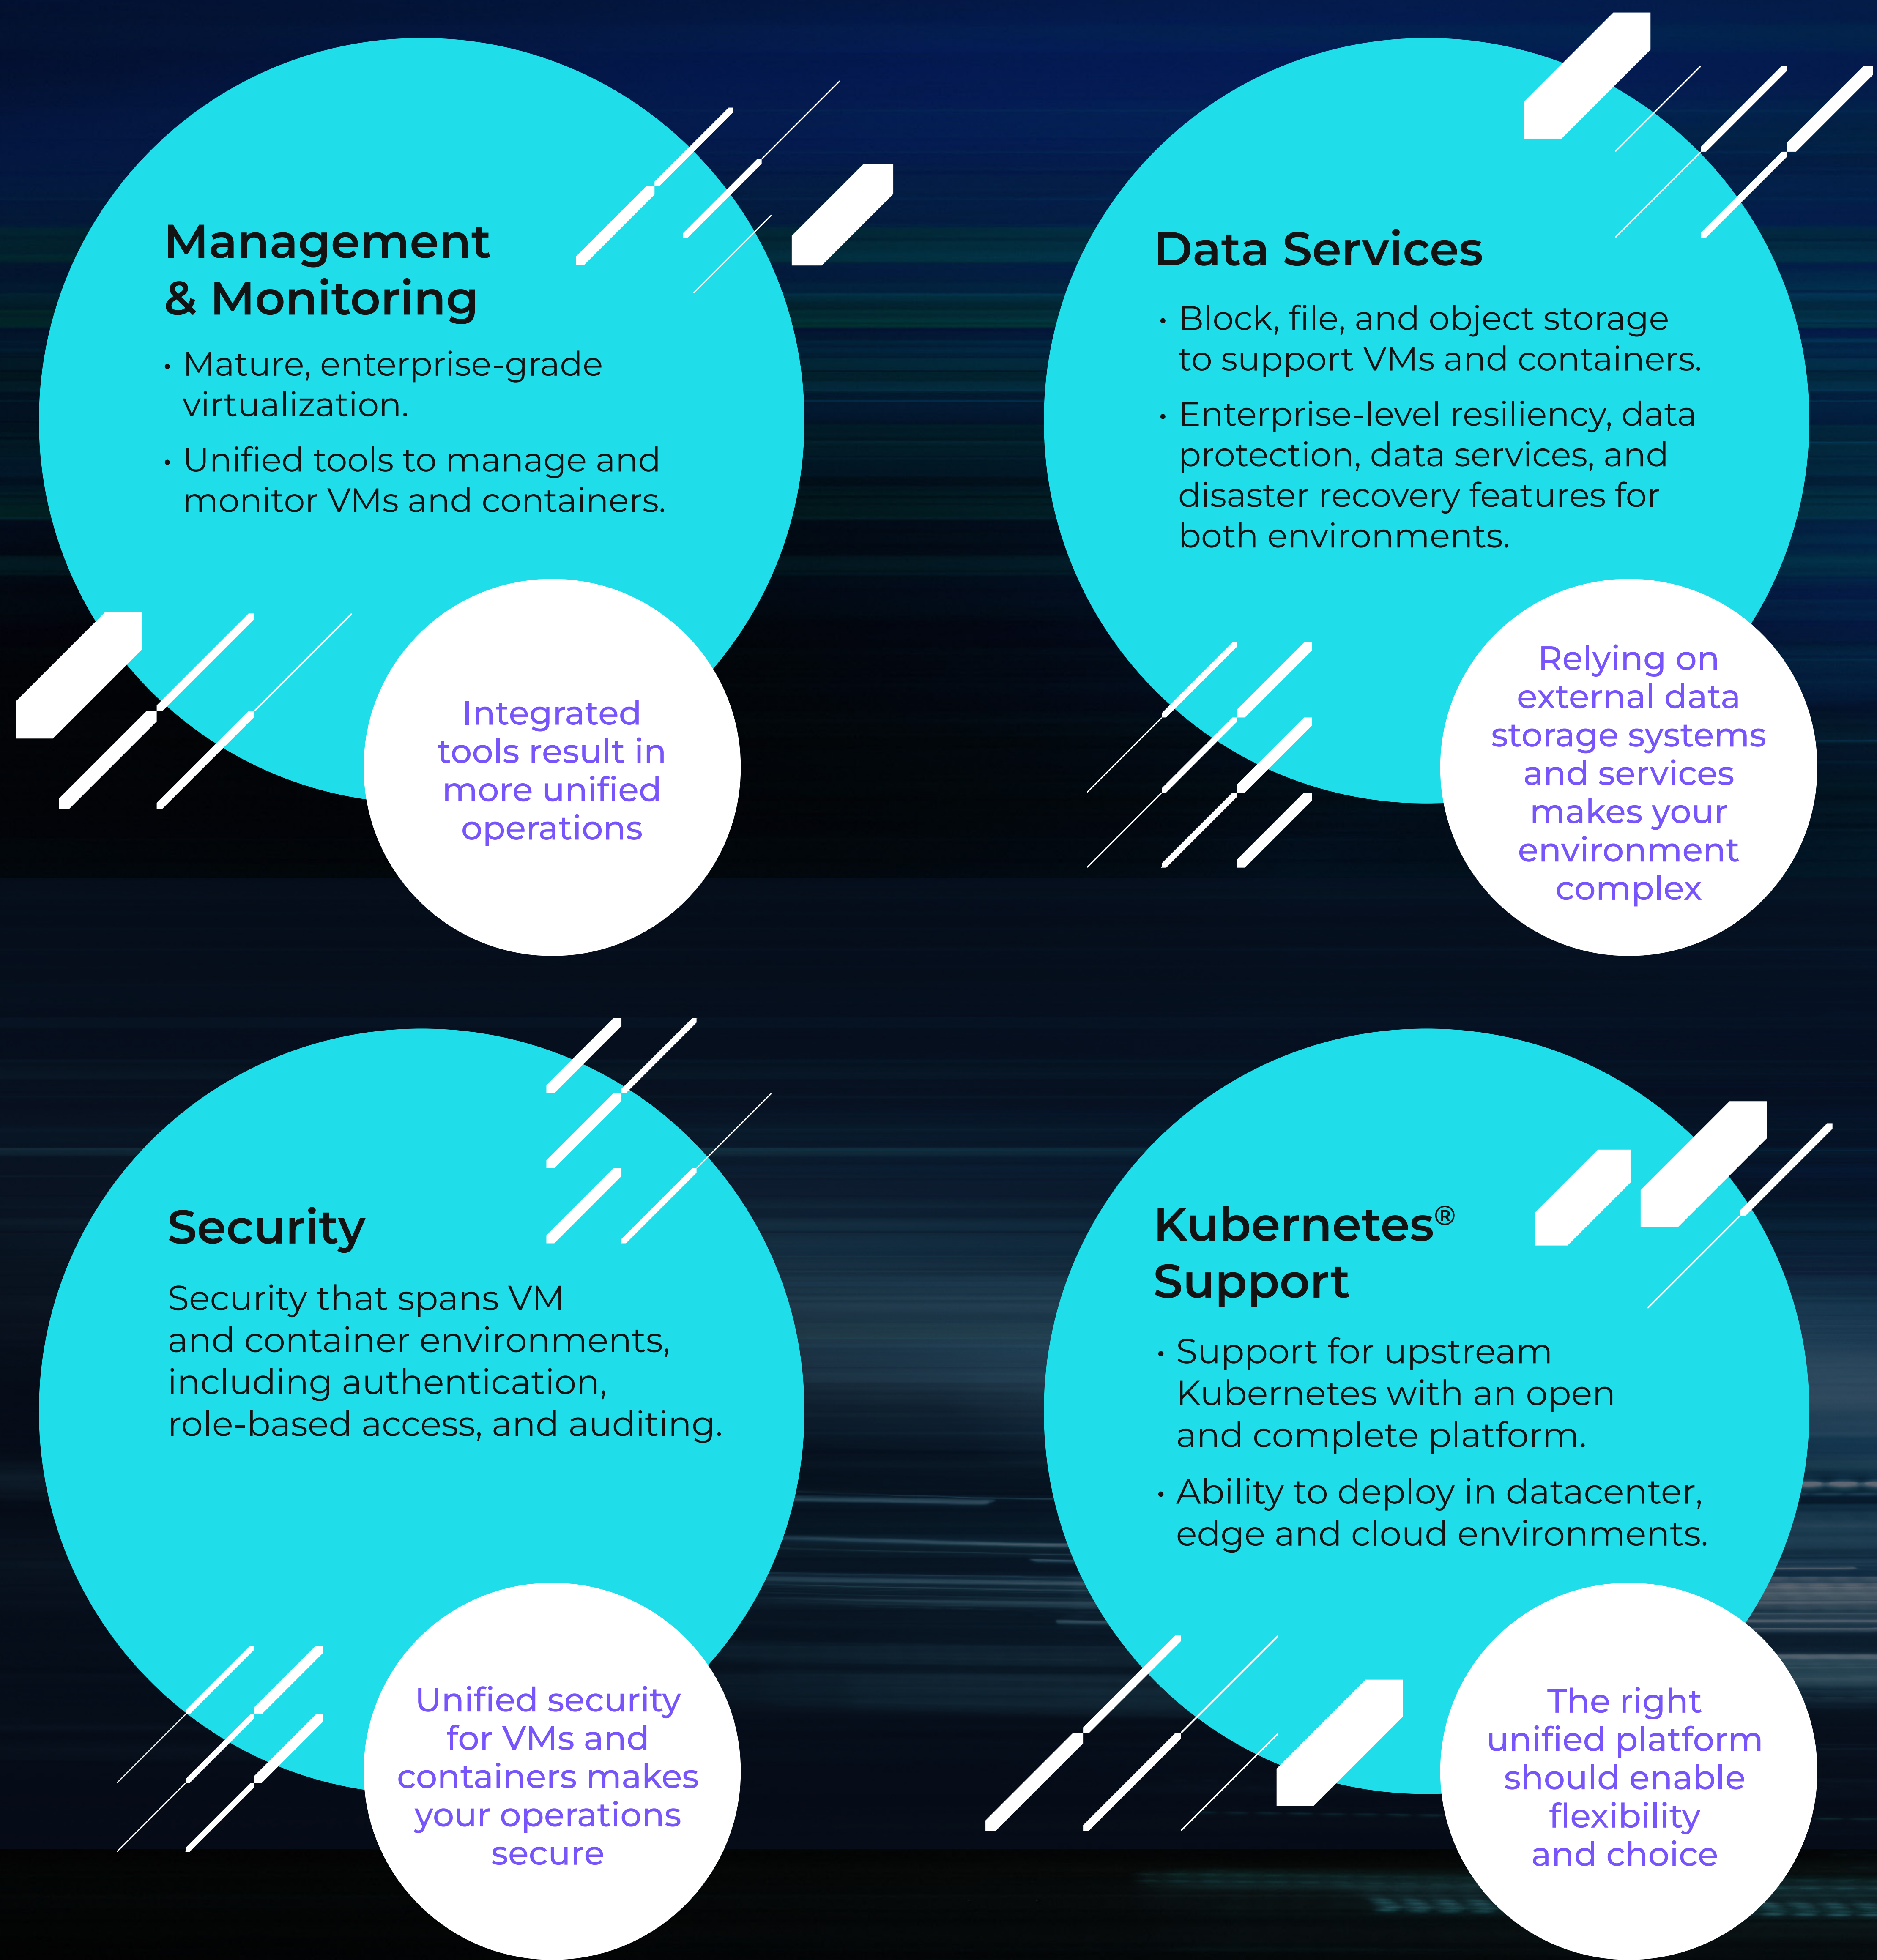 Management
& Monitoring
• Mature, enterprise-grade
virtualization.
• Unified tools to manage and
monitor VMs and containers.
Integrated
tools result in
more unified
operations
Data Services
• Block, file, and object storage
to support VMs and containers.
• Enterprise-level resiliency, data
protection, data services, and
disaster recovery features for
both environments.
Relying on
external data
storage systems
and services
makes your
environment
complex
Security
Security that spans VM
and container environments,
including authentication,
role-based access, and auditing.
Unified security
for VMs and
containers makes
your operations
secure
Kubernetes®
Support
• Support for upstream
Kubernetes with an open
and complete platform.
• Ability to deploy in datacenter,
edge and cloud environments.
The right
unified platform
should enable
flexibility
and choice